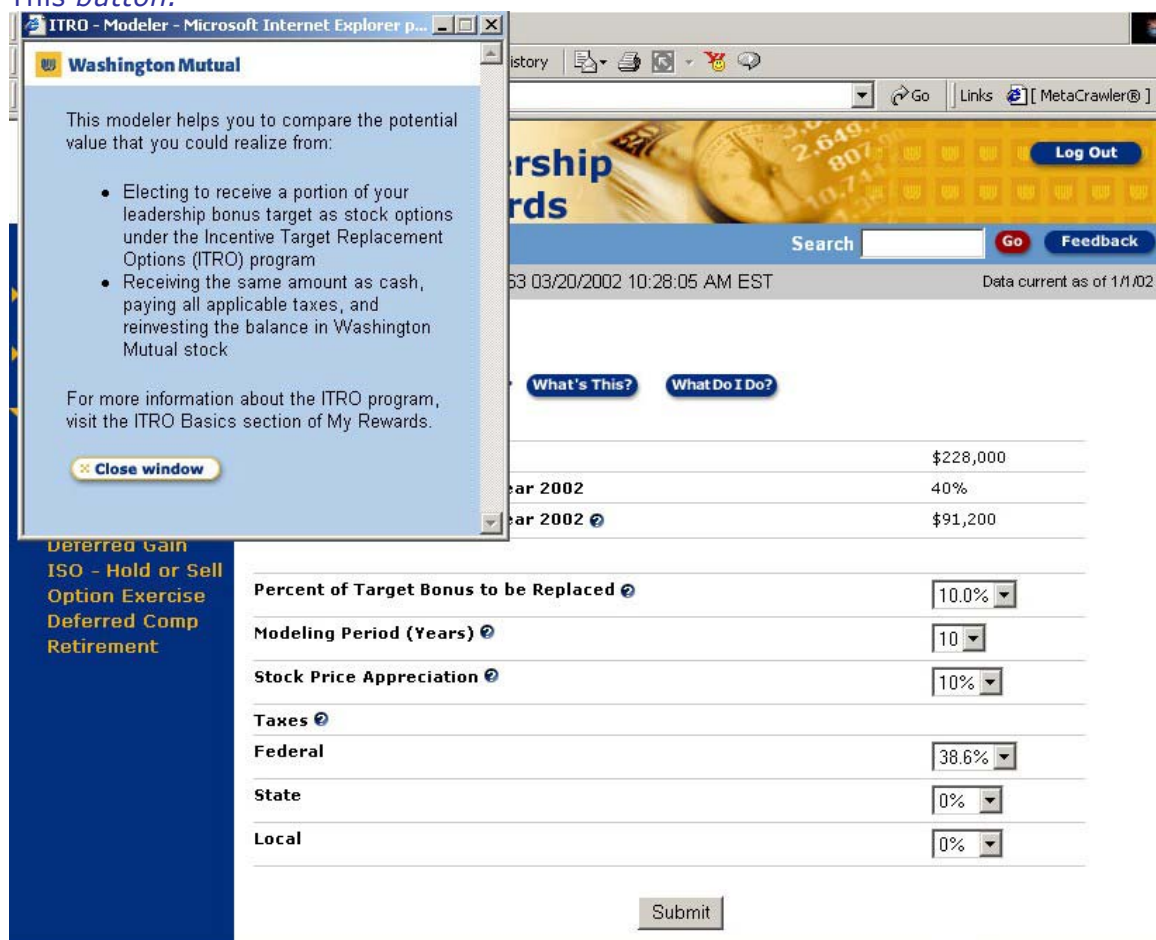 This button.
ITRO - Modeler - Microsoft Internet Explorer p...
Washington Mutual
This modeler helps you to compare the potential
value that you could realize from:
• Electing to receive a portion of your
leadership bonus target as stock options
under the Incentive Target Replacement
Options (ITRO) program
• Receiving the same amount as cash,
paying all applicable taxes, and
reinvesting the balance in Washington
Mutual stock
For more information about the ITRO program,
visit the ITRO Basics section of My Rewards.
Close window
istory
Go Links [ MetaCrawler® ]
ership
rds
2,649.
807.
10,74
Log Out
Search Go Feedback
63 03/20/2002 10:28:05 AM EST Data current as of 1/1/02
What's This? What Do I Do?
$228,000
ear 2002 40%
ear 2002 $91,200
Deferred Gain
ISO - Hold or Sell
Option Exercise
Deferred Comp
Retirement
Percent of Target Bonus to be Replaced 10.0%
Modeling Period (Years) 10
Stock Price Appreciation 10%
Taxes
Federal 38.6%
State 0%
Local 0%
Submit